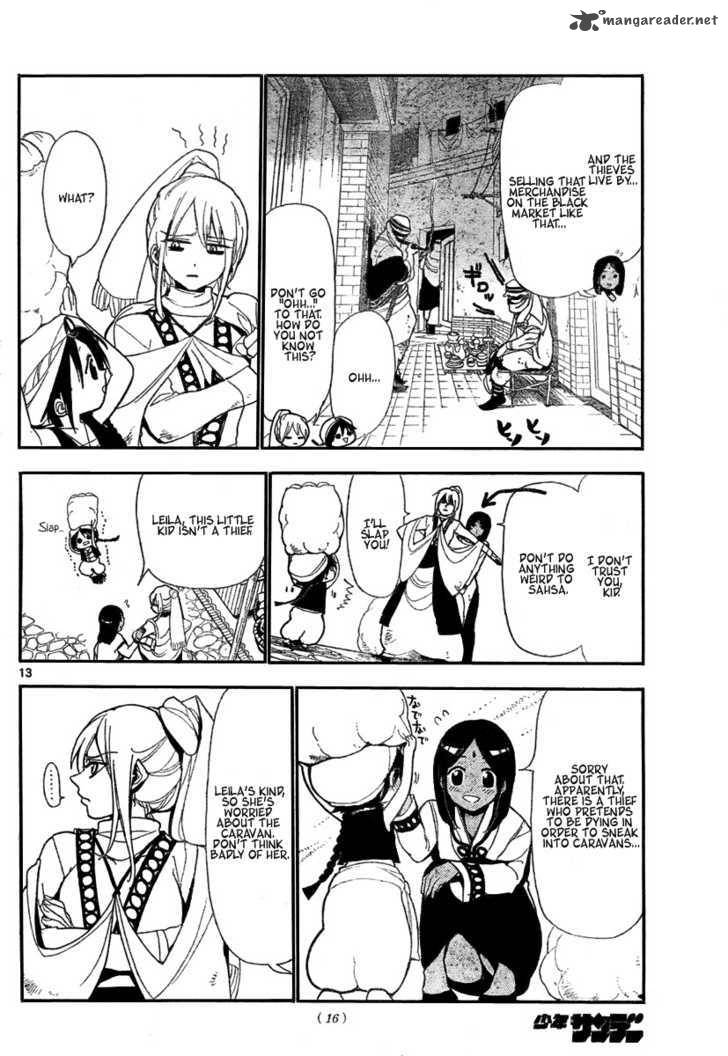 mangareader.net
AND THE
THIEVES
LIVE BY...
SELLING THAT
MERCHANDISE
ON THE BLACK
MARKET LIKE
THAT...
ギロッ
ヒソ
ヒソ
OHH...
DON'T GO
"OHH..."
TO THAT.
HOW DO
YOU NOT
KNOW
THIS?
WHAT?
I DON'T
TRUST
YOU, KID.
DON'T DO
ANYTHING
WEIRD TO
SAHSA.
I'LL
SLAP
YOU!
LEILA, THIS LITTLE
KID ISN'T A THIEF.
Slap...
13
SORRY
ABOUT THAT.
APPARENTLY,
THERE IS A THIEF
WHO PRETENDS
TO BE DYING IN
ORDER TO SNEAK
INTO CARAVANS...
なでなで
LEILA'S KIND,
SO SHE'S
WORRIED
ABOUT THE
CARAVAN.
DON'T THINK
BADLY OF HER.
......
(16)
少年サンデー